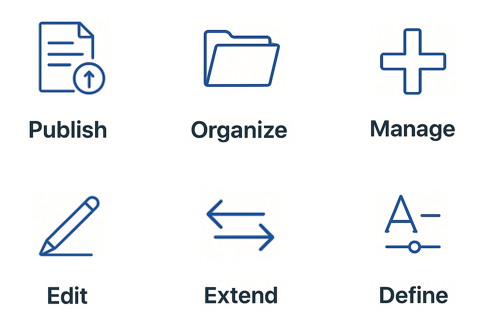 Publish
Organize
Manage
Edit
Extend
Define